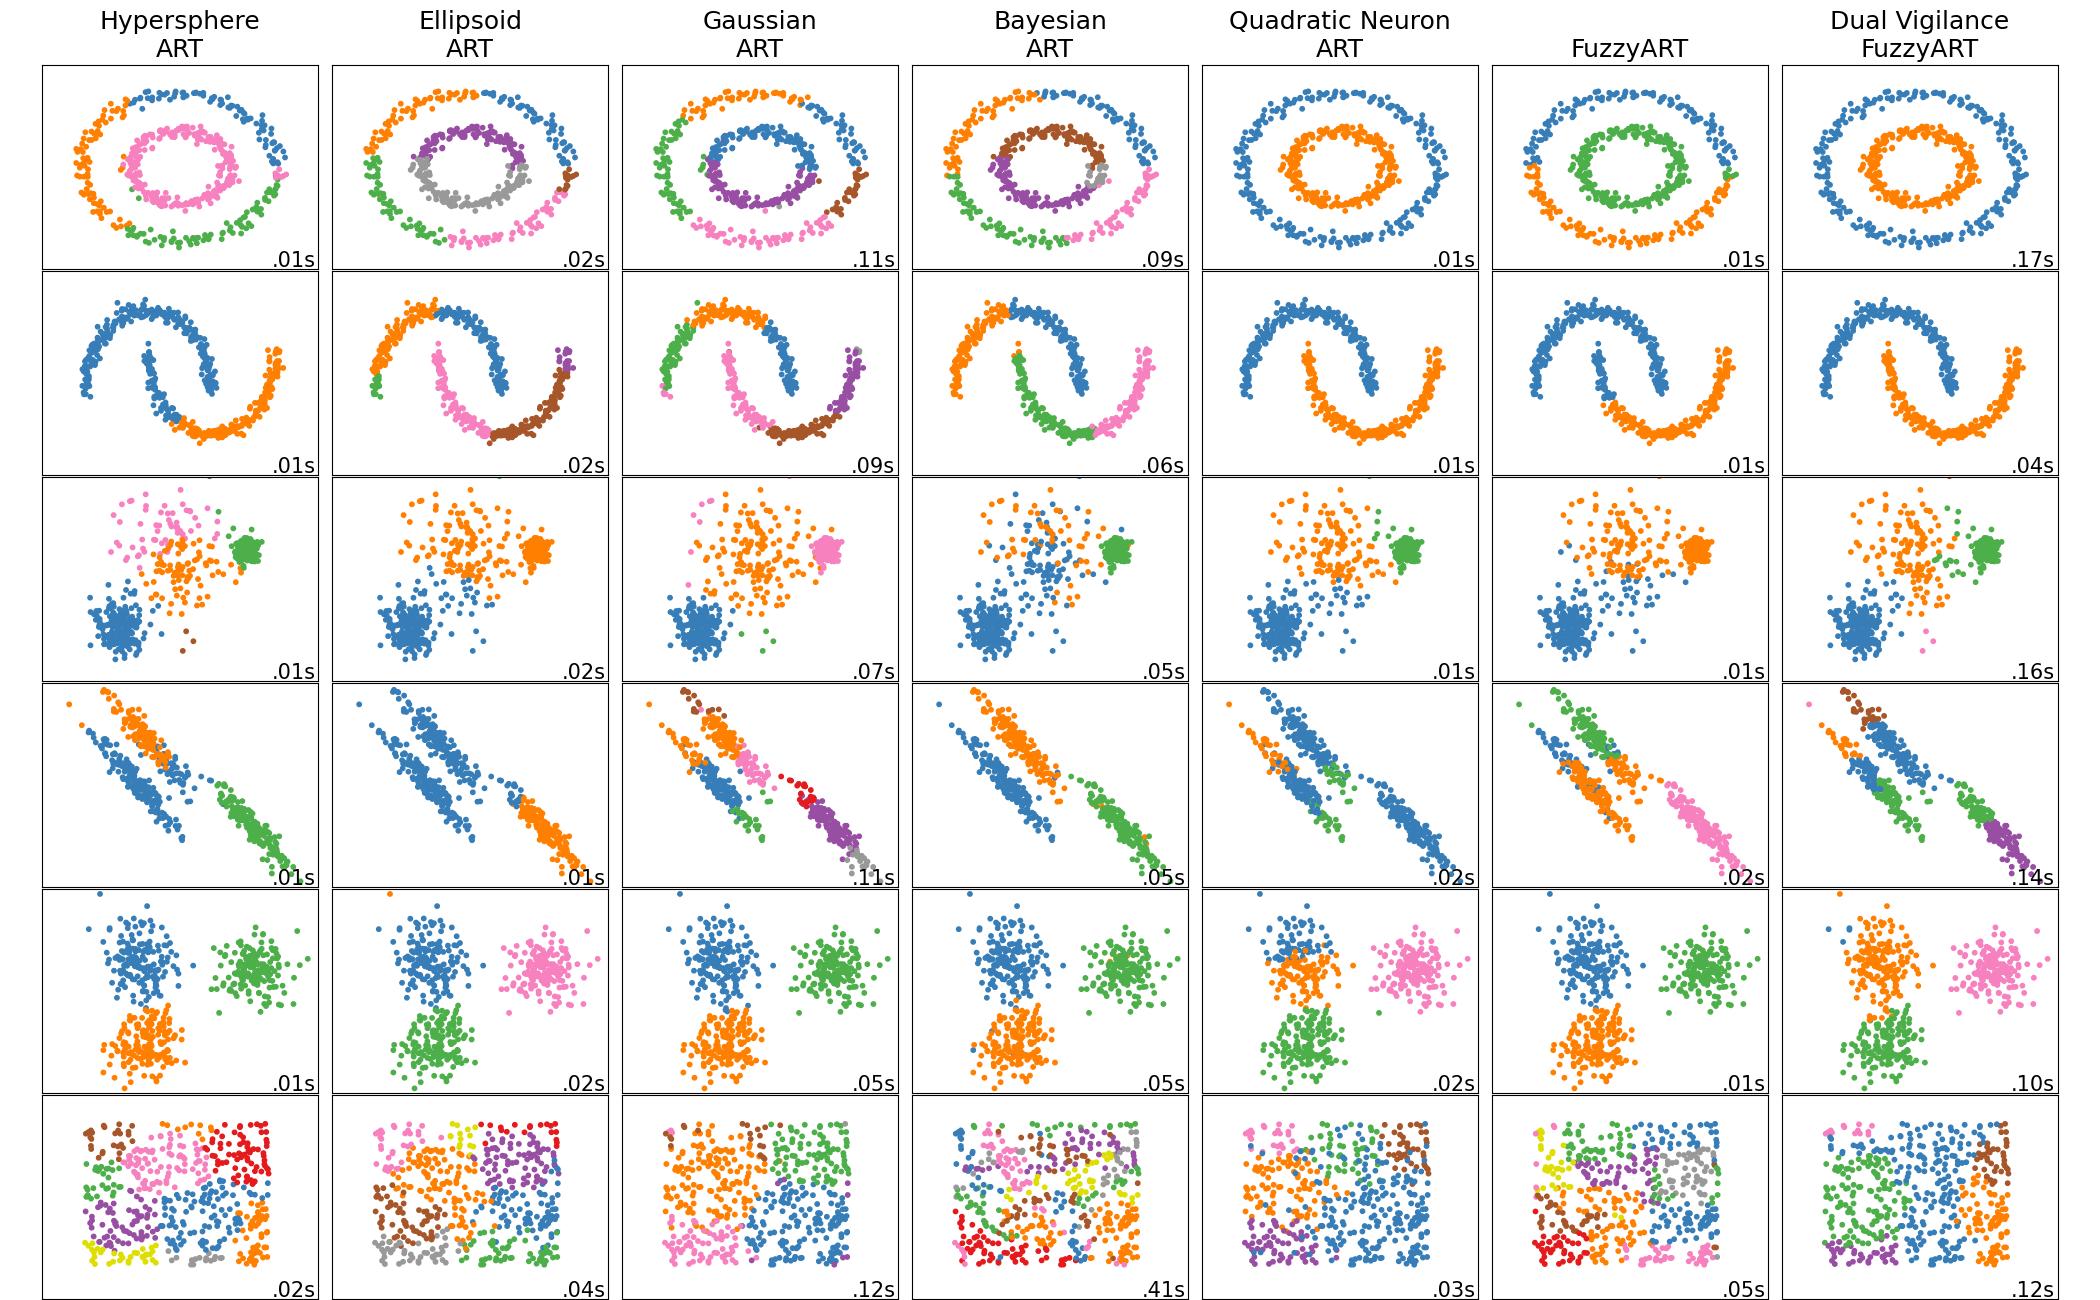 Hypersphere
ART
Ellipsoid
ART
Gaussian
ART
Bayesian
ART
Quadratic Neuron
ART
FuzzyART
Dual Vigilance
FuzzyART
.01s
.02s
.11s
.09s
.01s
.01s
.17s
.01s
.02s
.09s
.06s
.01s
.01s
.04s
.01s
.02s
.07s
.05s
.01s
.01s
.16s
.01s
.01s
.11s
.05s
.02s
.02s
.14s
.01s
.02s
.05s
.05s
.02s
.01s
.10s
.02s
.04s
.12s
.41s
.03s
.05s
.12s